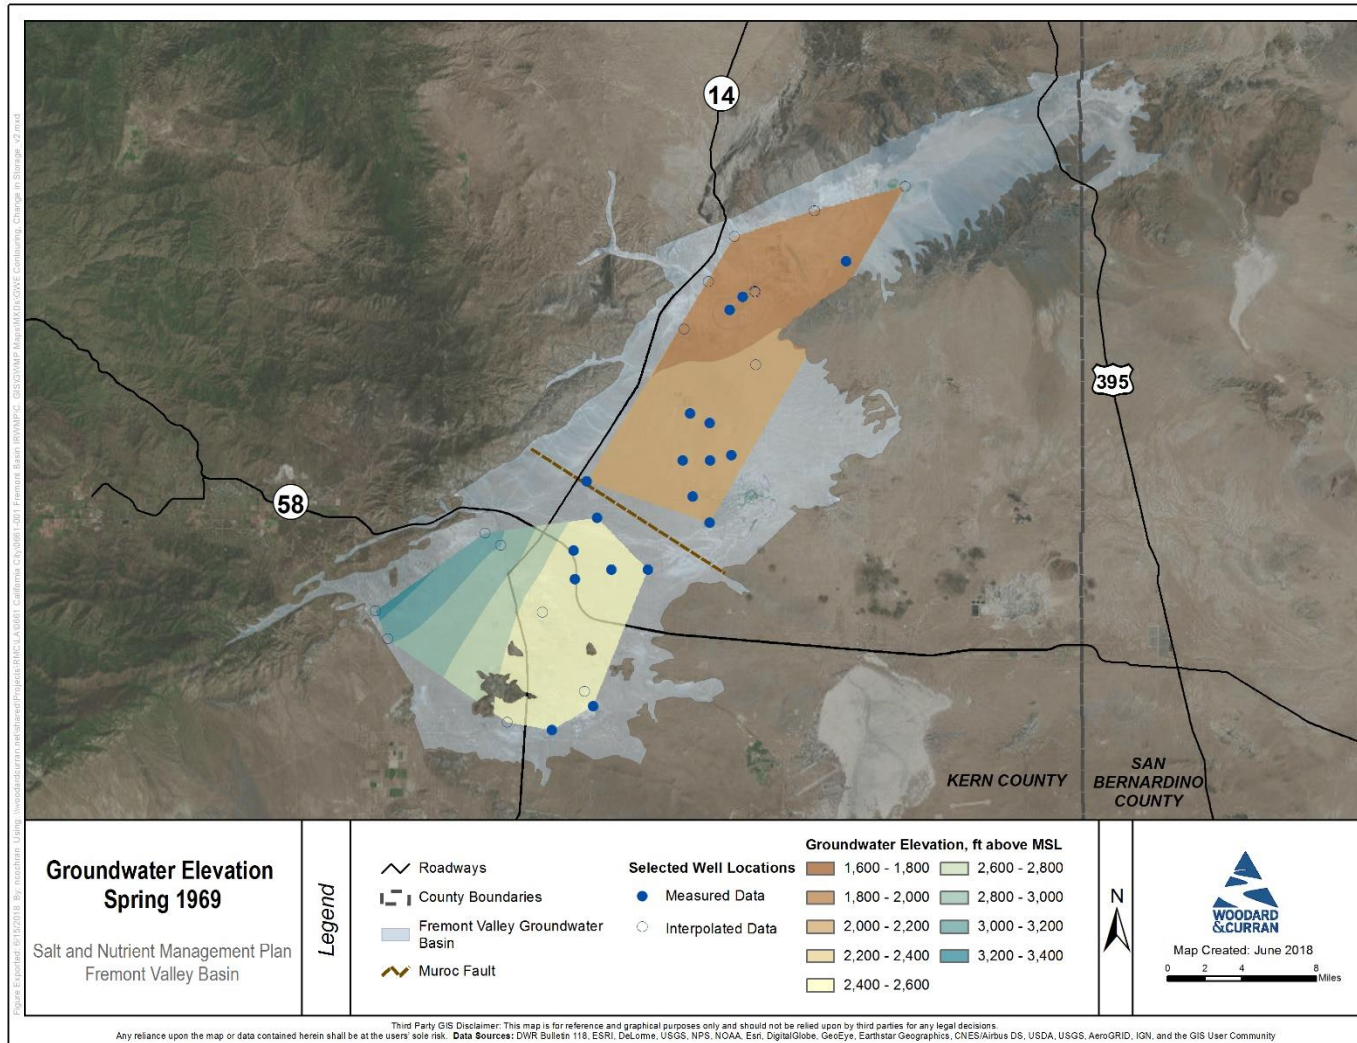 14
58
395
KERN COUNTY
SAN
BERNARDINO
COUNTY
Groundwater Elevation
Spring 1969
Salt and Nutrient Management Plan
Fremont Valley Basin
Legend
Roadways
County Boundaries
Fremont Valley Groundwater
Basin
Muroc Fault
Selected Well Locations
Measured Data
Interpolated Data
Groundwater Elevation, ft above MSL
1,600 - 1,800
1,800 - 2,000
2,000 - 2,200
2,200 - 2,400
2,400 - 2,600
2,600 - 2,800
2,800 - 3,000
3,000 - 3,200
3,200 - 3,400
N
WOODARD
&CURRAN
Map Created: June 2018
0 2 4 8
Miles
Third Party GIS Disclaimer: This map is for reference and graphical purposes only and should not be relied upon by third parties for any legal decisions.
Any reliance upon the map or data contained herein shall be at the users' sole risk. Data Sources: DWR Bulletin 118, ESRI, DeLorme, USGS, NPS, NOAA, Esri, DigitalGlobe, GeoEye, Earthstar Geographics, CNES/Airbus DS, USDA, USGS, AeroGRID, IGN, and the GIS User Community
Figure Exported: 6/15/2018 By: ncochran Using: